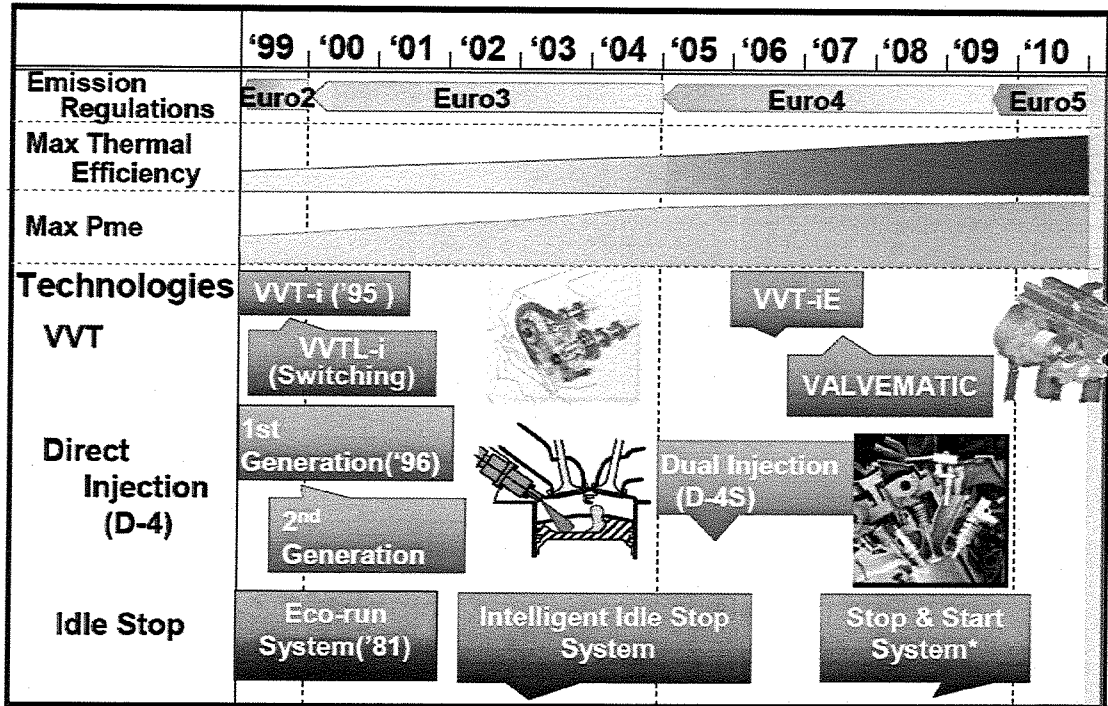 ‘99 ‘00 ‘01 ‘02 ‘03 ‘04 ‘05 ‘06 ‘07 ‘08 ‘09 ‘10
Emission
Regulations
Euro2 Euro3 Euro4 Euro5
Max Thermal
Efficiency
Max Pme
Technologies
VVT
VVT-i (’95 )
VVTL-i
(Switching)
VVT-iE
VALVEMATIC
Direct
Injection
(D-4)
1st
Generation(’96)
2nd
Generation
Dual Injection
(D-4S)
Idle Stop
Eco-run
System(’81)
Intelligent Idle Stop
System
Stop & Start
System*